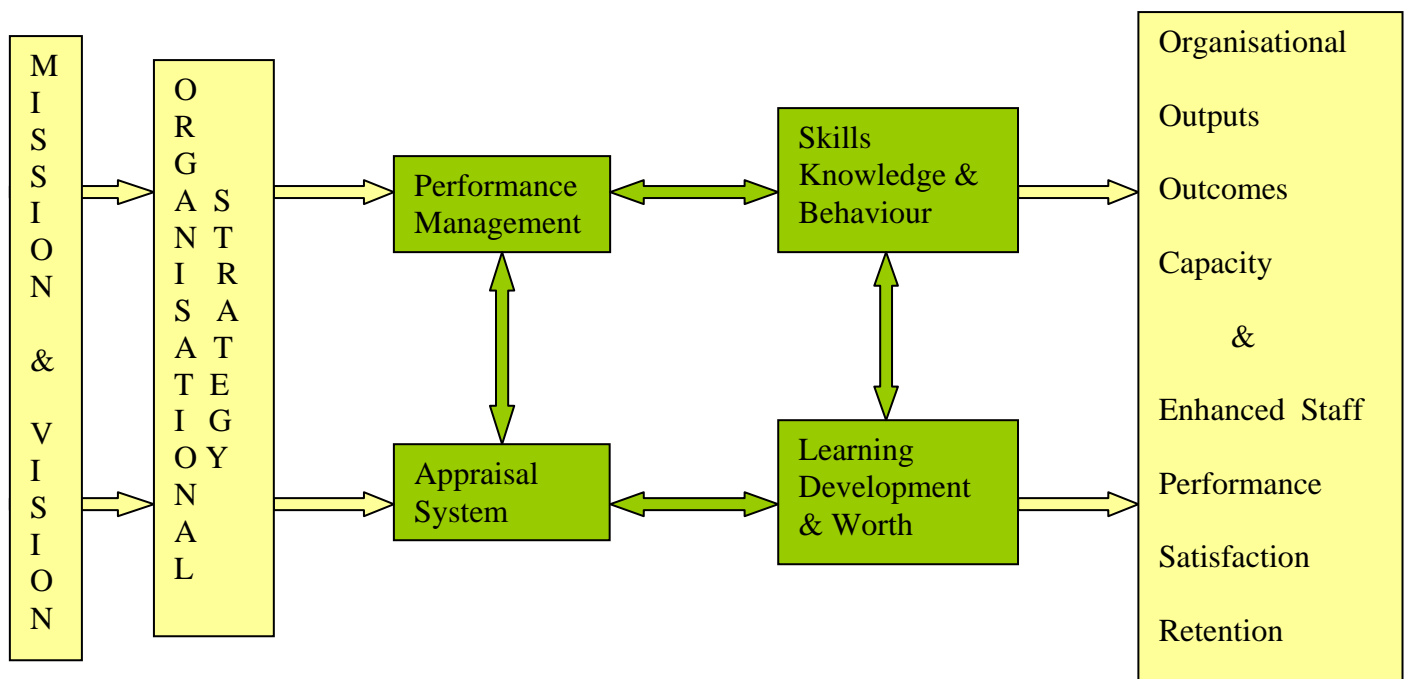 MISSION & VISION
ORGANISATIONAL
STRATEGY
Performance
Management
Appraisal
System
Skills
Knowledge &
Behaviour
Learning
Development
& Worth
Organisational
Outputs
Outcomes
Capacity
&
Enhanced Staff
Performance
Satisfaction
Retention